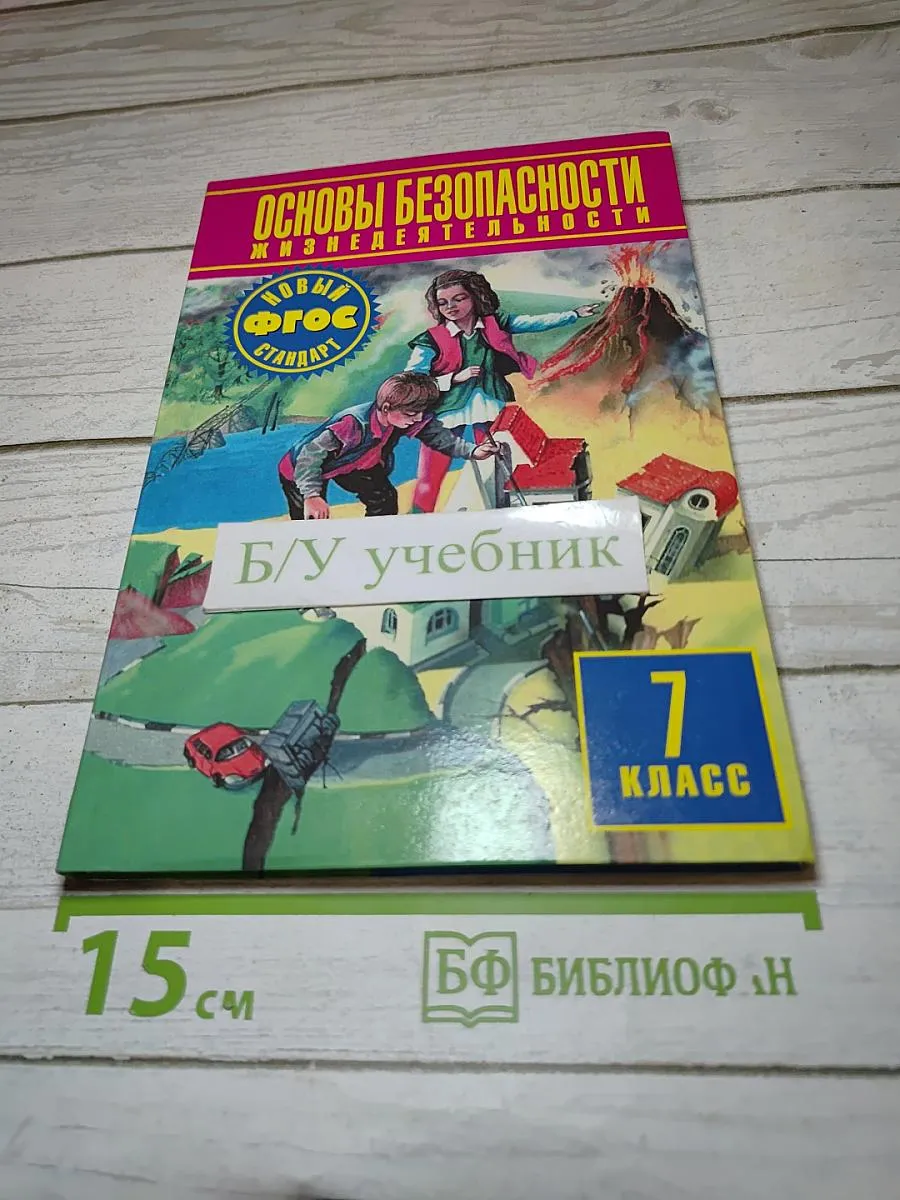 ОСНОВЫ БЕЗОПАСНОСТИ
ЖИЗНЕДЕЯТЕЛЬНОСТИ
НОВЫЙ
ФГОС
СТАНДАРТ
Б/У учебник
7
КЛАСС
15 см
БФ